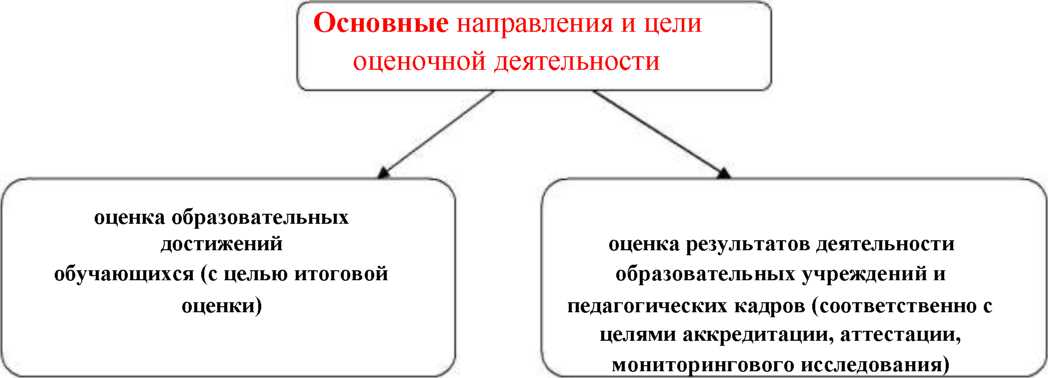 Основные направления и цели
оценочной деятельности
оценка образовательных
достижений
обучающихся (с целью итоговой
оценки)
оценка результатов деятельности
образовательных учреждений и
педагогических кадров (соответственно с
целями аккредитации, аттестации,
мониторингового исследования)